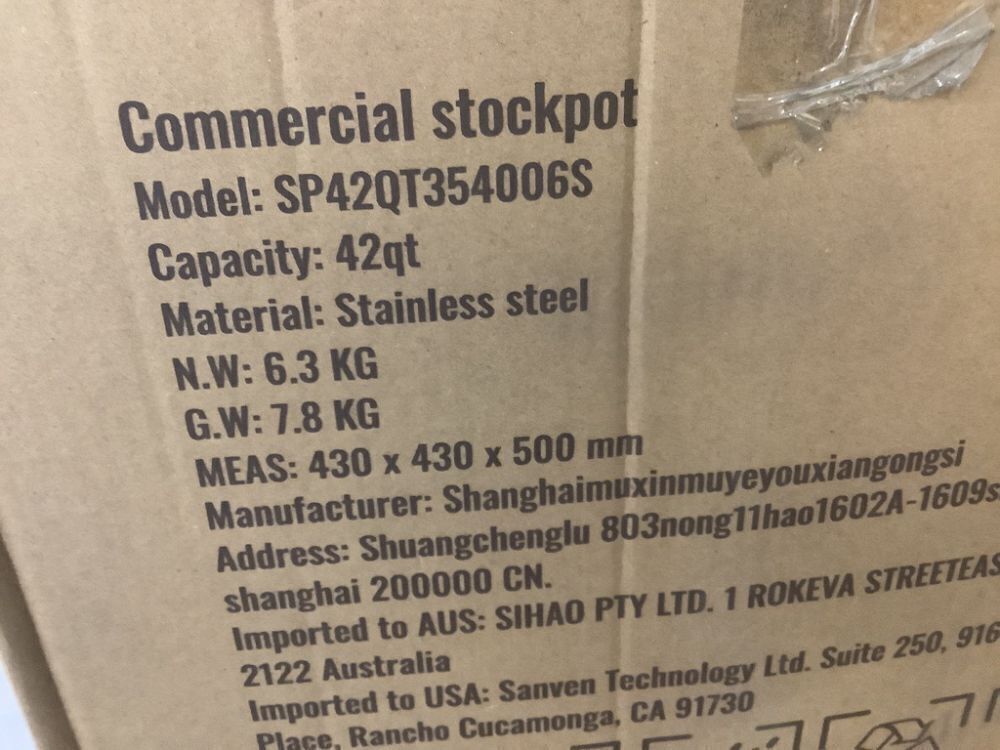 Commercial stockpot
Model: SP42QT354006S
Capacity: 42qt
Material: Stainless steel
N.W: 6.3 KG
G.W: 7.8 KG
MEAS: 430 x 430 x 500 mm
Manufacturer: Shanghaimuxinmuyeyouxiangongsi
Address: Shuangchenglu 803nong11hao1602A-1609s
shanghai 200000 CN.
Imported to AUS: SIHAO PTY LTD. 1 ROKEVA STREETEAS
2122 Australia
Imported to USA: Sanven Technology Ltd. Suite 250, 916
Place, Rancho Cucamonga, CA 91730